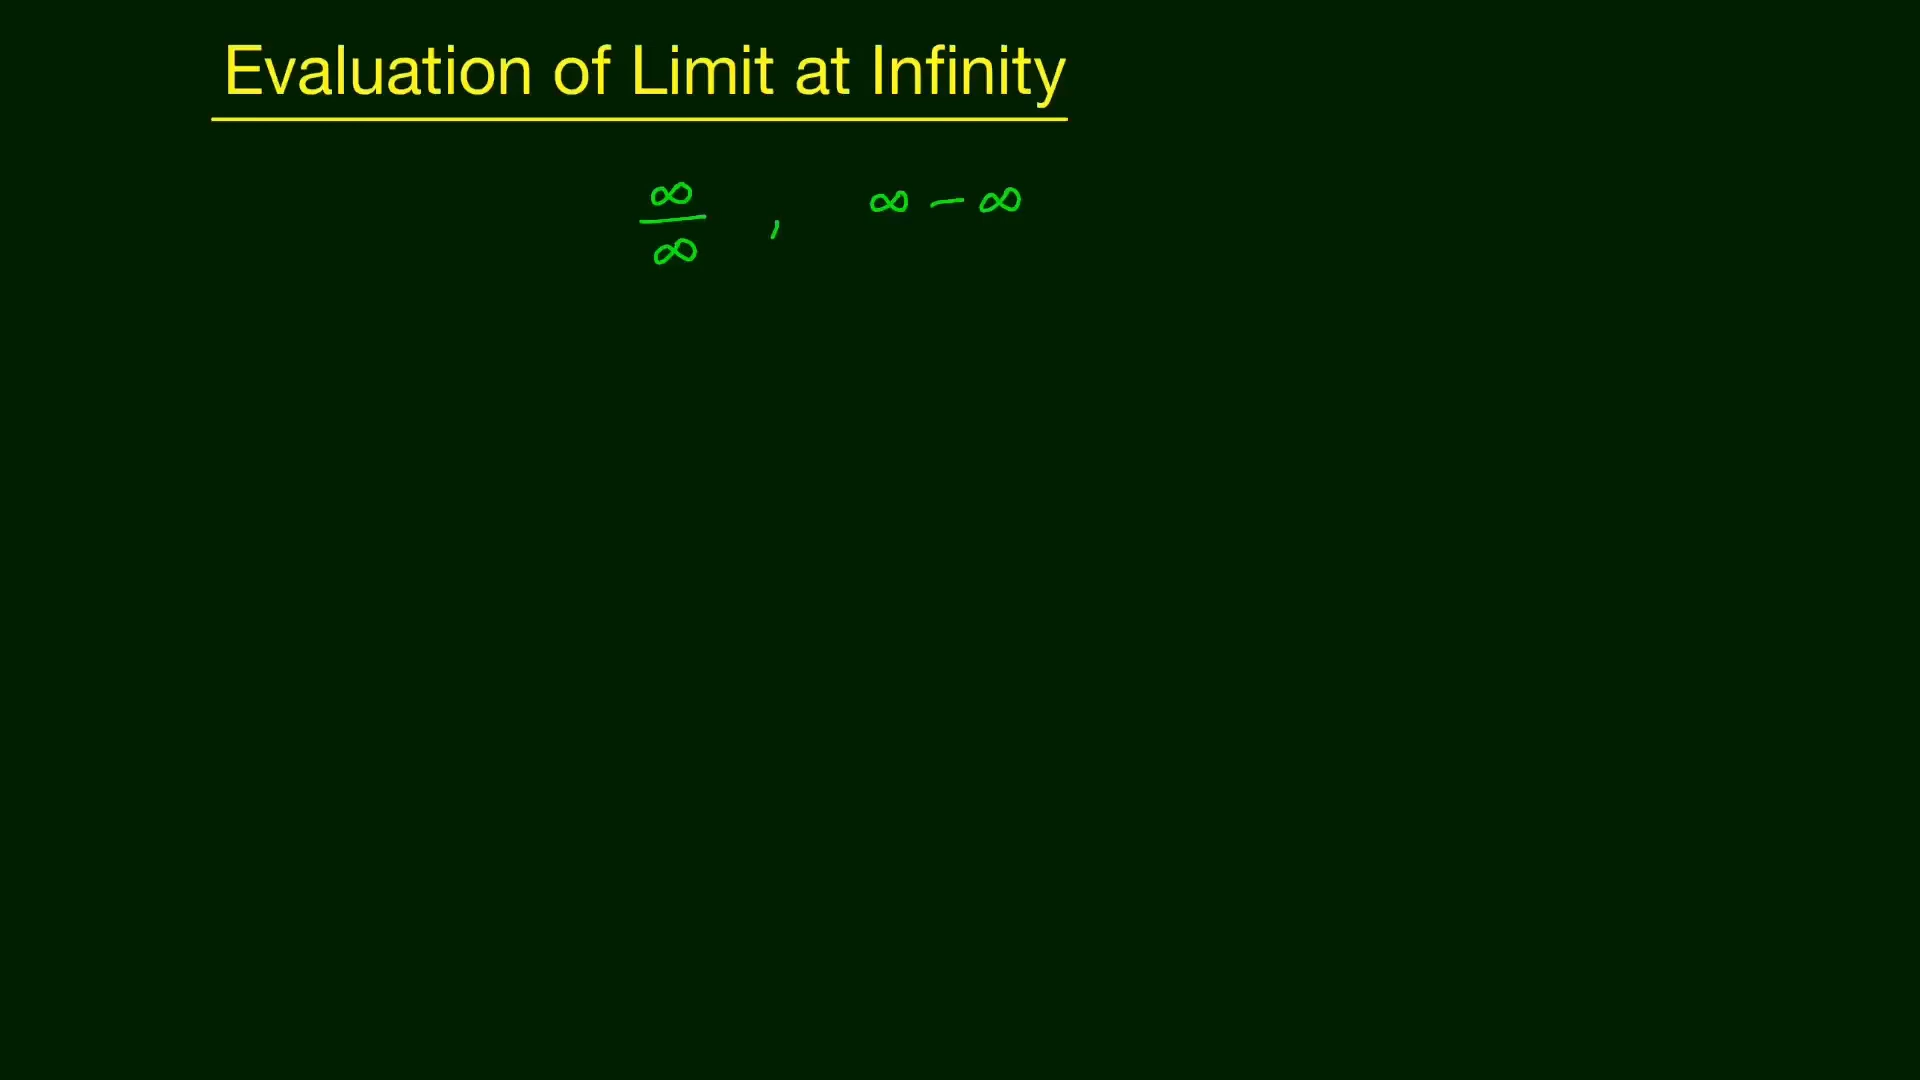 Evaluation of Limit at Infinity
∞/∞ , ∞ − ∞